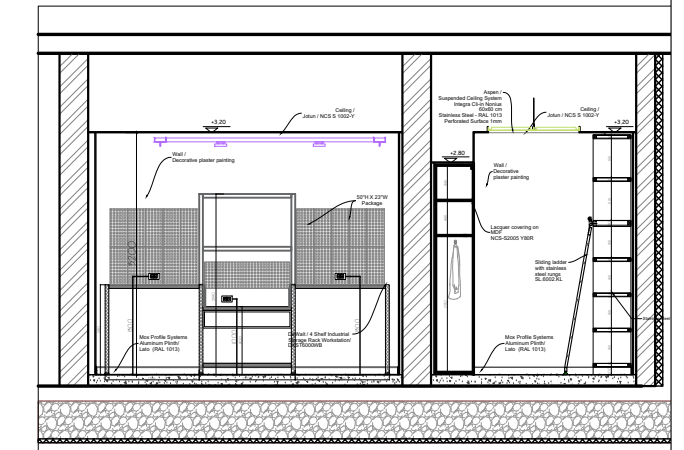 Ceiling /
Jotun / NCS S 1002-Y
+3.20
Wall /
Decorative plaster painting
50"H X 23"W
Package
3200
DeWalt / 4 Shelf Industrial
Storage Rack Workstation/
Mox Profile Systems
Aluminum Plinth/
Lato (RAL 1013)
Aspen /
Suspended Ceiling System
Integra Cli-in Nonius
60x60 cm
Stainless Steel - RAL 1013
Perforated Surface 1mm
Ceiling /
Jotun / NCS S 1002-Y
+3.20
+2.80
Wall /
Decorative
plaster painting
Lacquer covering on
MDF
NCS-S2005 Y80R
Sliding ladder
with stainless
steel rungs
SL.6002.KL
Mox Profile Systems
Aluminum Plinth/
Lato (RAL 1013)